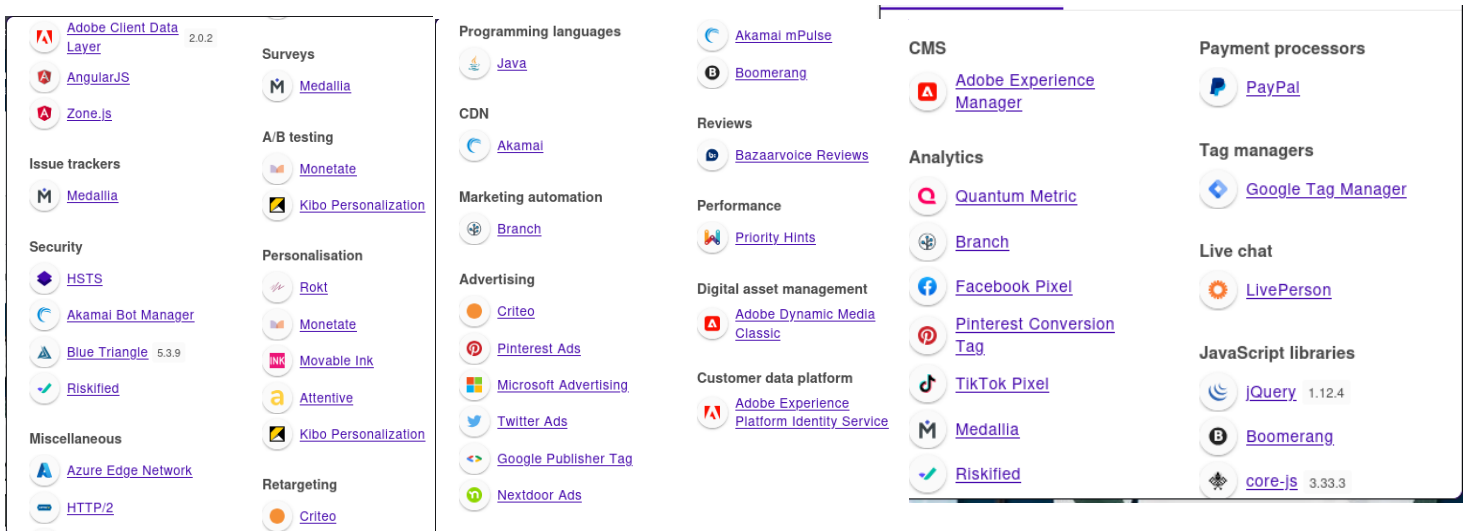 Adobe Client Data
Layer
2.0.2
AngularJS
Zone.js
Issue trackers
Medallia
Security
HSTS
Akamai Bot Manager
Blue Triangle 5.3.9
Riskified
Miscellaneous
Azure Edge Network
HTTP/2
Surveys
Medallia
A/B testing
Monetate
Kibo Personalization
Personalisation
Rokt
Monetate
INK
Movable Ink
a
Attentive
Kibo Personalization
Retargeting
Criteo
Programming languages
Java
CDN
Akamai
Marketing automation
Branch
Advertising
Criteo
Pinterest Ads
Microsoft Advertising
Twitter Ads
Google Publisher Tag
Nextdoor Ads
Akamai mPulse
B
Boomerang
Reviews
b:
Bazaarvoice Reviews
Performance
Priority Hints
Digital asset management
Adobe Dynamic Media
Classic
Customer data platform
Adobe Experience
Platform Identity Service
CMS
Adobe Experience
Manager
Analytics
Quantum Metric
Branch
Facebook Pixel
Pinterest Conversion
Tag
TikTok Pixel
Medallia
Riskified
Payment processors
PayPal
Tag managers
Google Tag Manager
Live chat
LivePerson
JavaScript libraries
jQuery 1.12.4
B
Boomerang
core-js 3.33.3